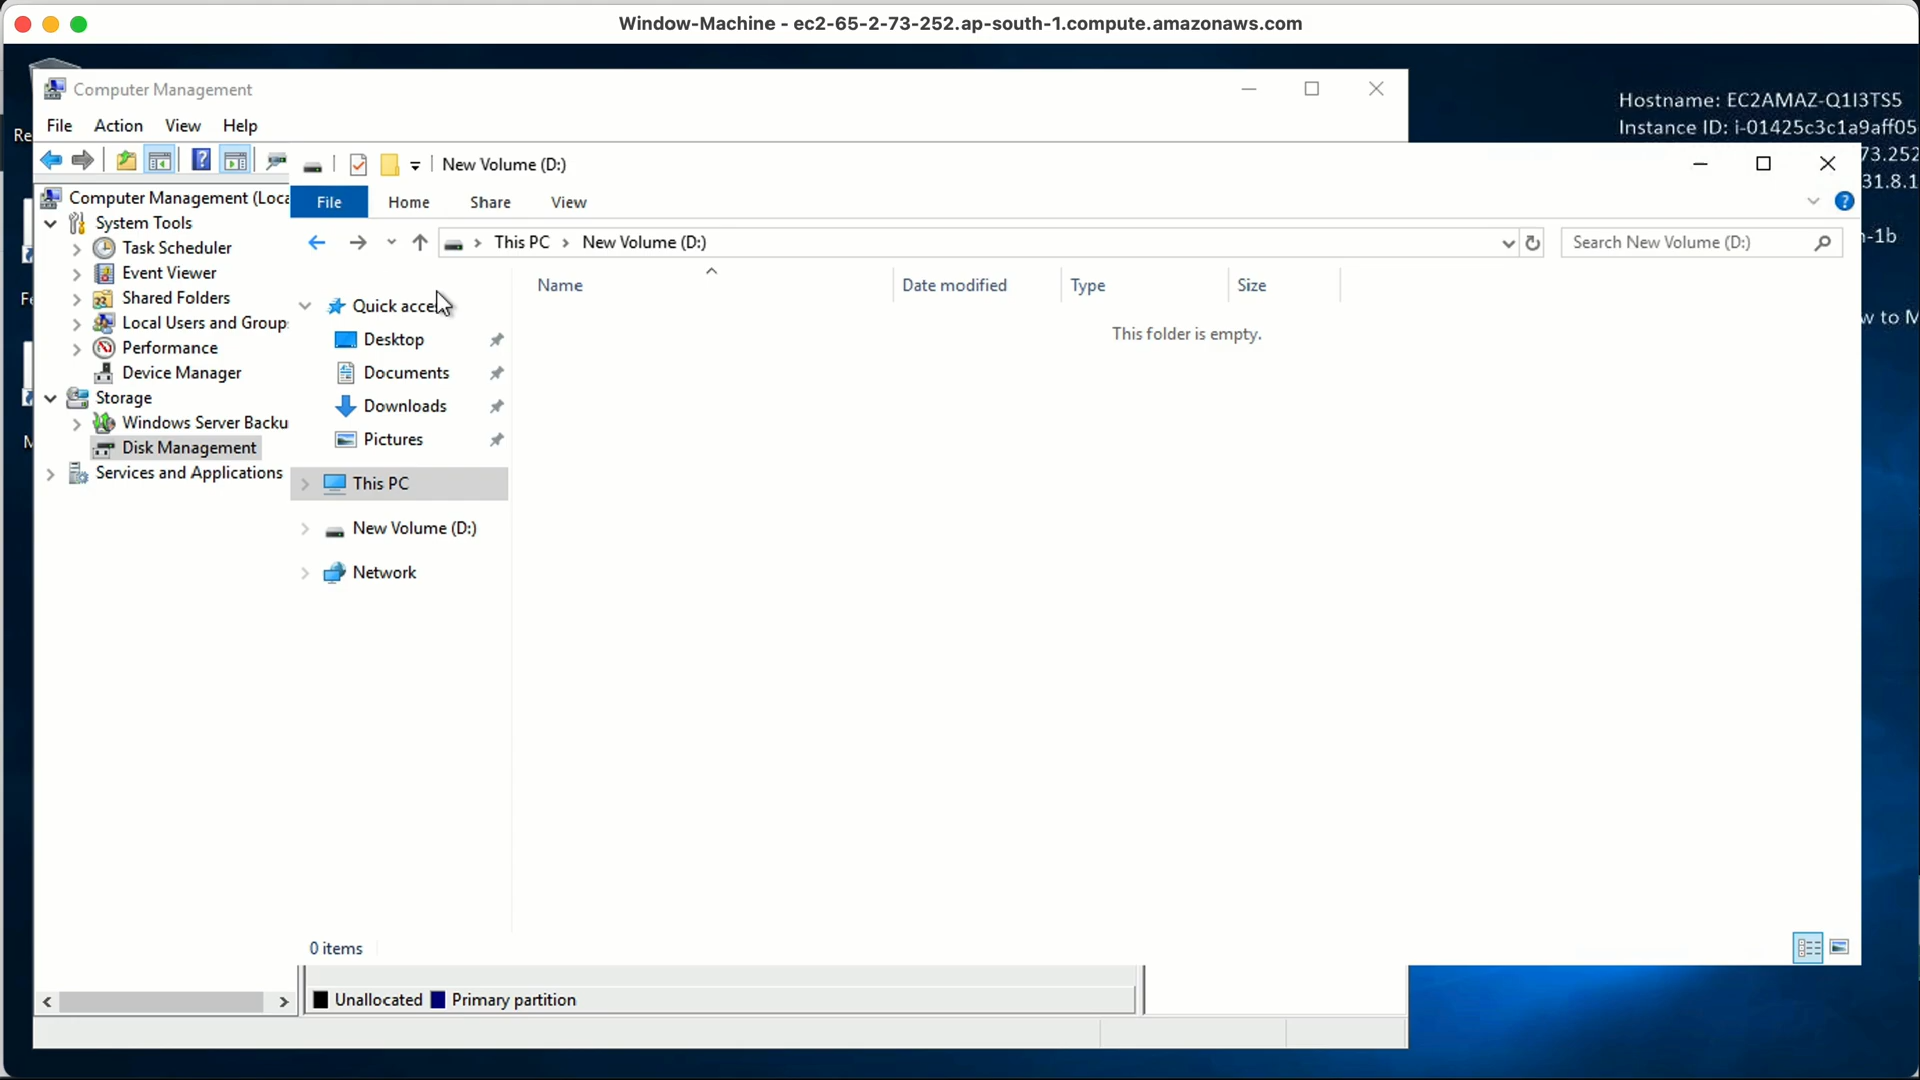 Window-Machine - ec2-65-2-73-252.ap-south-1.compute.amazonaws.com
Computer Management
File Action View Help
Hostname: EC2AMAZ-Q1I3TS5
Instance ID: i-01425c3c1a9aff05
73.252
31.8.1
n-1b
w to M
Re
Fe
M
Computer Management (Loca
System Tools
Task Scheduler
Event Viewer
Shared Folders
Local Users and Groups
Performance
Device Manager
Storage
Windows Server Backu
Disk Management
Services and Applications
New Volume (D:)
File Home Share View
This PC > New Volume (D:)
Search New Volume (D:)
Name Date modified Type Size
This folder is empty.
Quick acce
Desktop
Documents
Downloads
Pictures
This PC
New Volume (D:)
Network
0 items
Unallocated Primary partition